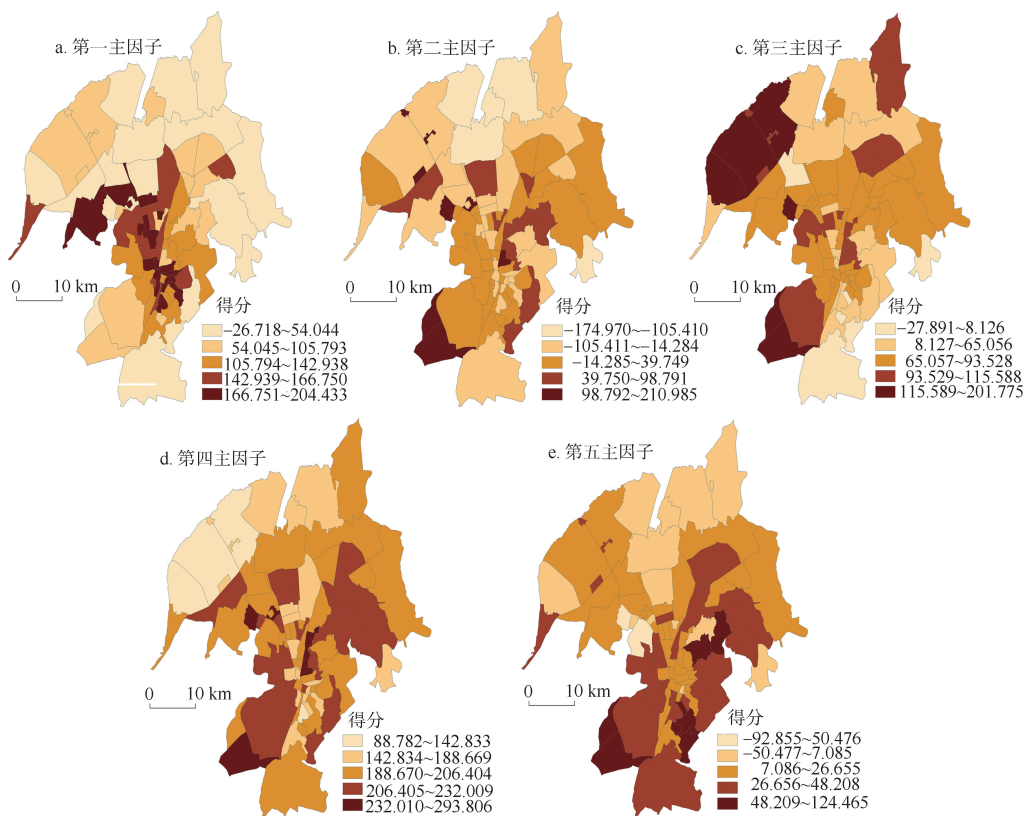 a. 第一主因子
0 10 km
得分
−26.718~54.044
54.045~105.793
105.794~142.938
142.939~166.750
166.751~204.433
b. 第二主因子
0 10 km
得分
−174.970~−105.410
−105.411~−14.284
−14.285~39.749
39.750~98.791
98.792~210.985
c. 第三主因子
0 10 km
得分
−27.891~8.126
8.127~65.056
65.057~93.528
93.529~115.588
115.589~201.775
d. 第四主因子
0 10 km
得分
88.782~142.833
142.834~188.669
188.670~206.404
206.405~232.009
232.010~293.806
e. 第五主因子
0 10 km
得分
−92.855~50.476
−50.477~7.085
7.086~26.655
26.656~48.208
48.209~124.465